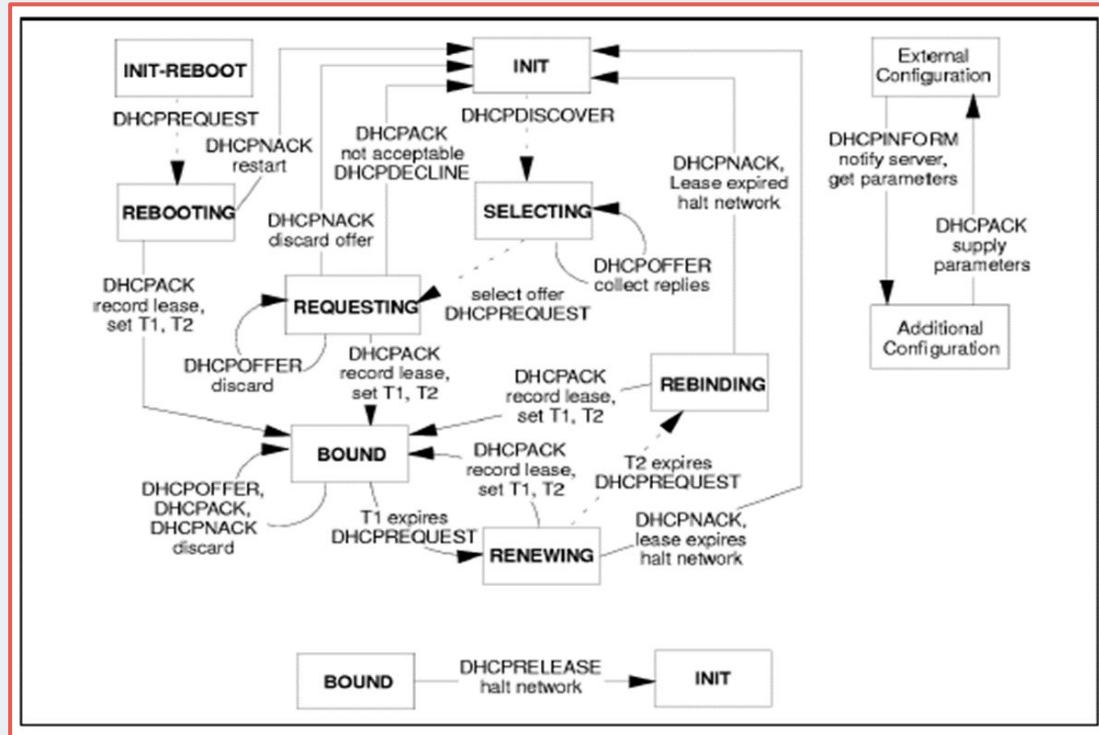 INIT-REBOOT
INIT
External
Configuration
DHCPREQUEST
DHCPNACK
restart
DHCPACK
not acceptable
DHCPDECLINE
DHCPDISCOVER
DHCPNACK,
Lease expired
halt network
DHCPINFORM
notify server,
get parameters
REBOOTING
SELECTING
DHCPNACK
discard offer
DHCPACK
supply
parameters
DHCPOFFER
collect replies
DHCPACK
record lease,
set T1, T2
REQUESTING
select offer
DHCPREQUEST
Additional
Configuration
DHCPOFFER
discard
DHCPACK
record lease,
set T1, T2
DHCPACK
record lease,
set T1, T2
REBINDING
BOUND
DHCPACK
record lease,
set T1, T2
T2 expires
DHCPREQUEST
DHCPOFFER,
DHCPACK,
DHCPNACK
discard
T1 expires
DHCPREQUEST
RENEWING
DHCPNACK,
lease expires
halt network
BOUND
DHCPRELEASE
halt network
INIT